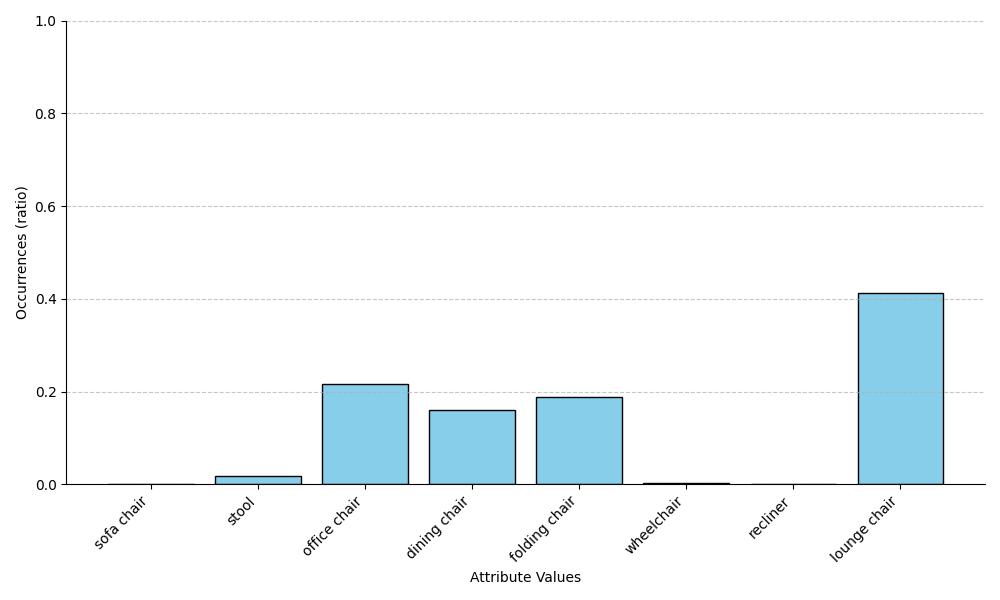 1.0
0.8
0.6
0.4
0.2
0.0
Occurrences (ratio)
sofa chair
stool
office chair
dining chair
folding chair
wheelchair
recliner
lounge chair
Attribute Values